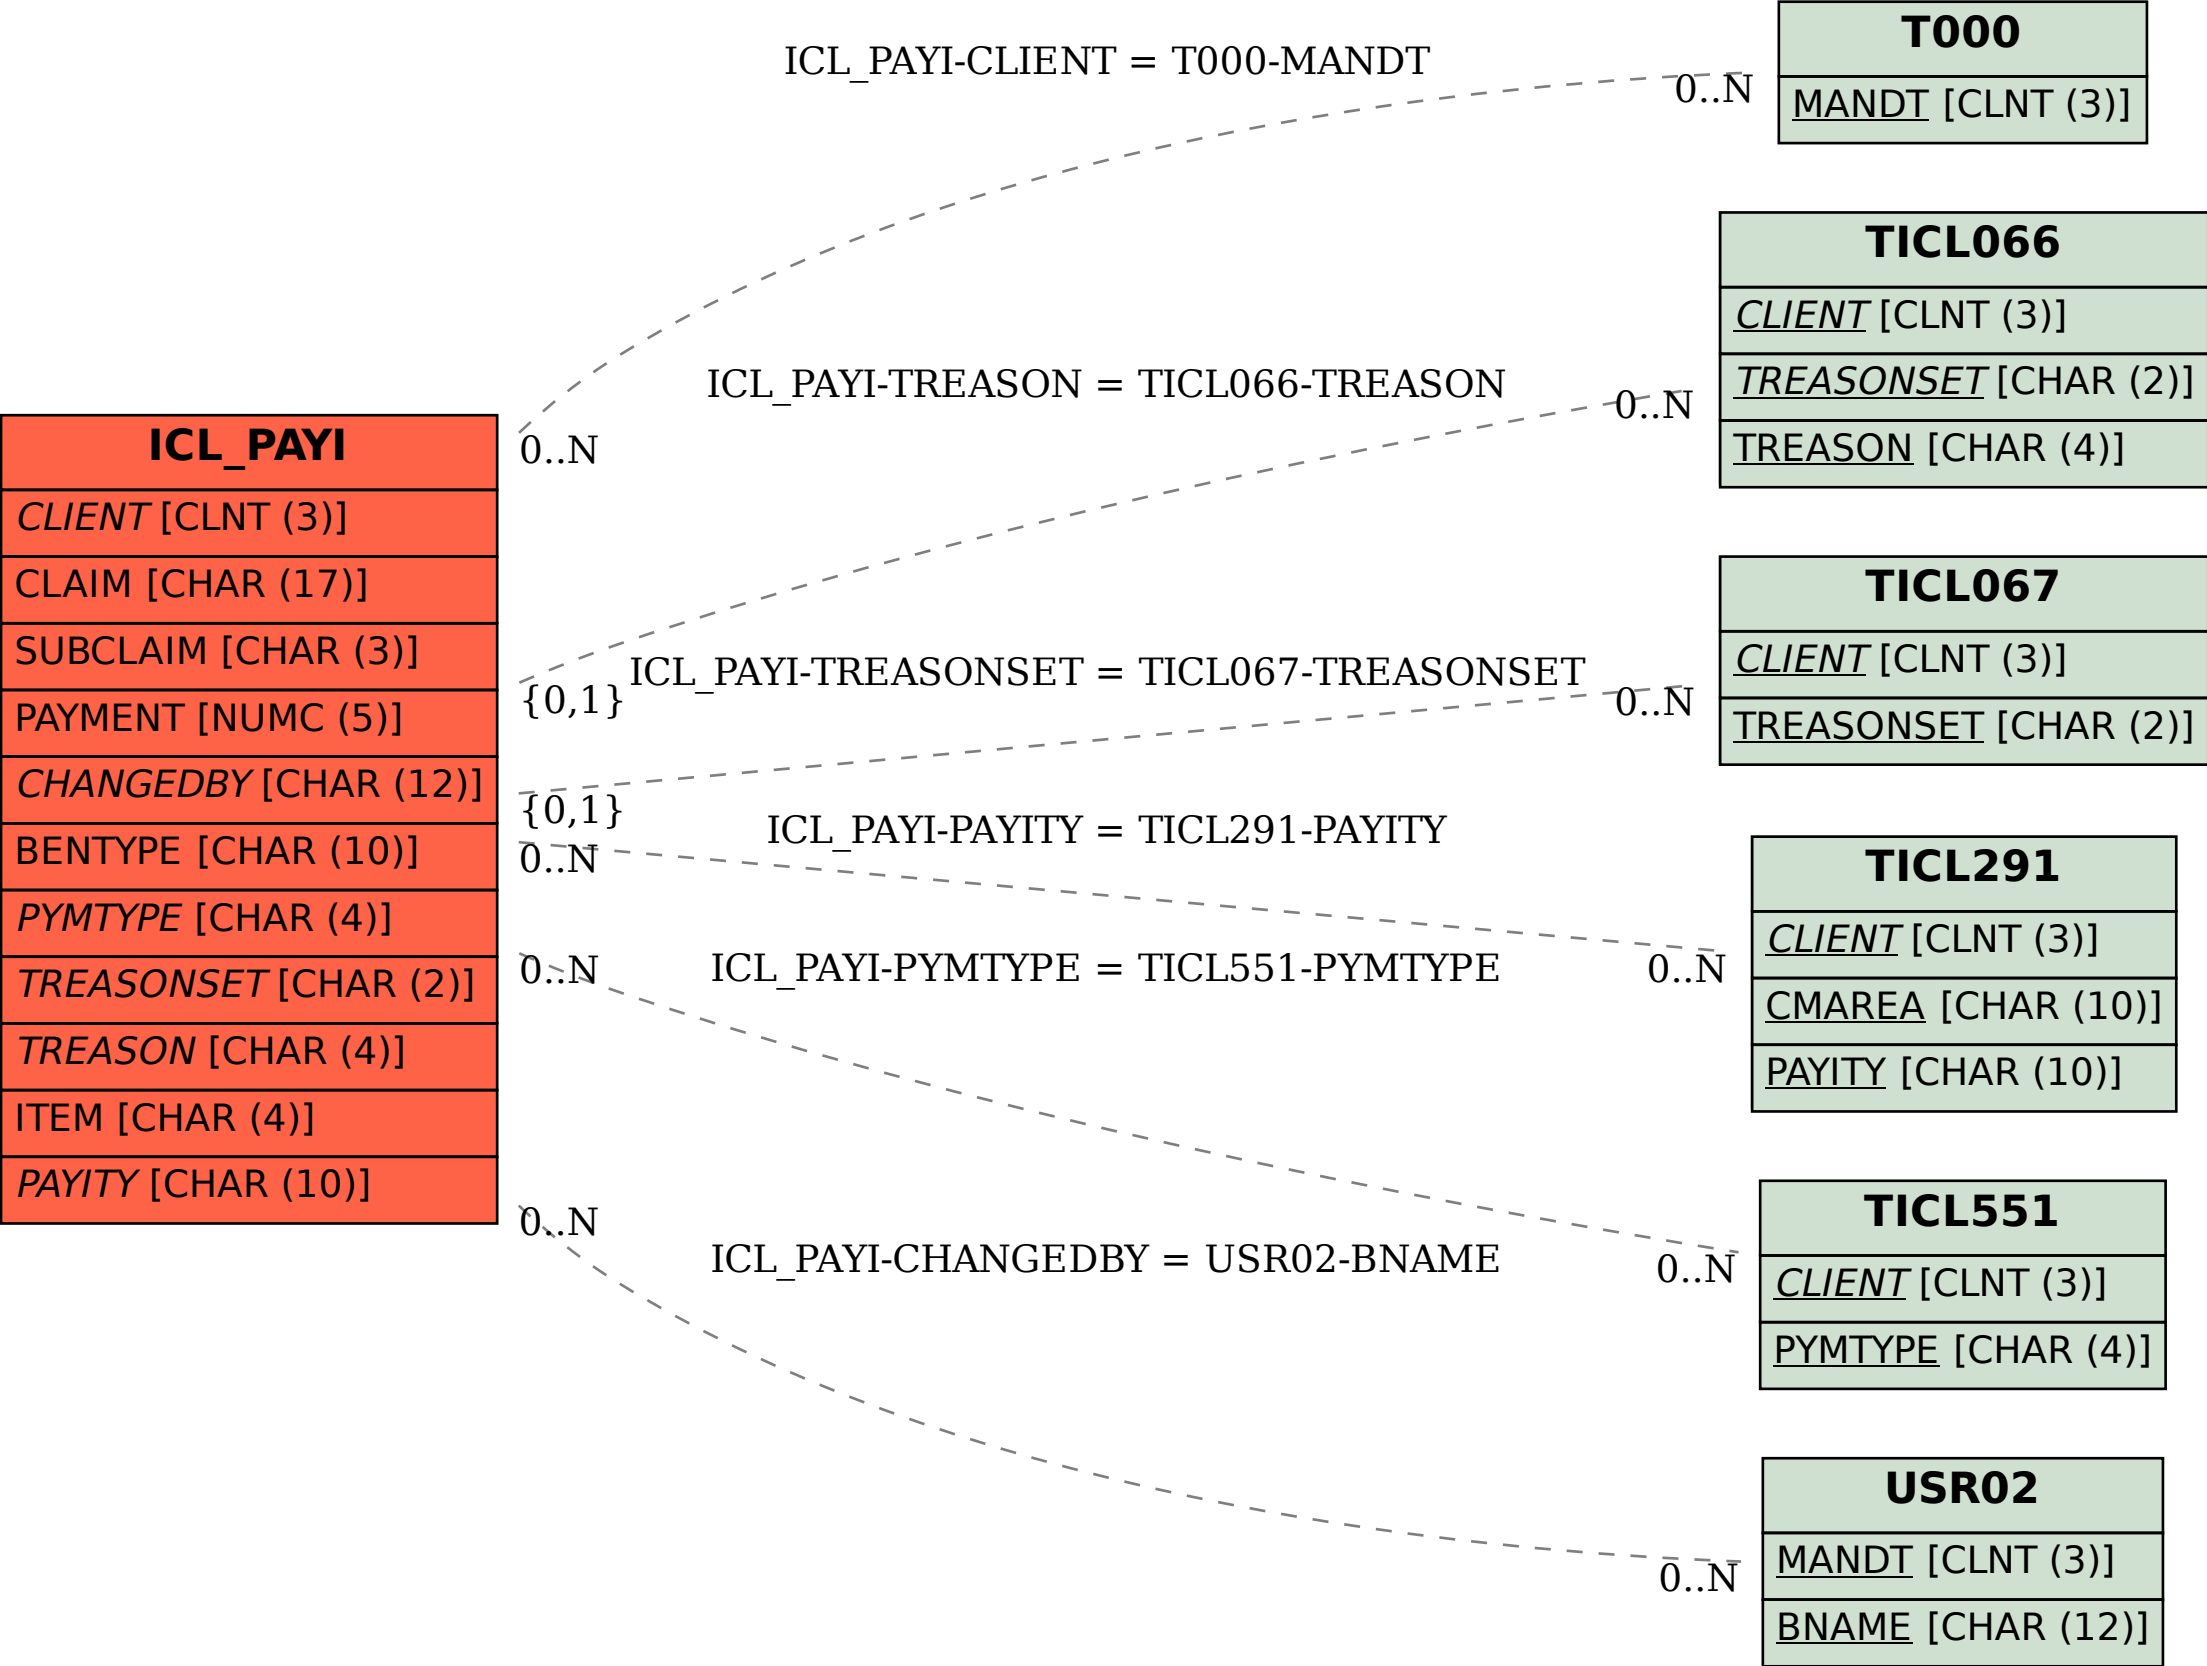 ICL_PAYI
CLIENT [CLNT (3)]
CLAIM [CHAR (17)]
SUBCLAIM [CHAR (3)]
PAYMENT [NUMC (5)]
CHANGEDBY [CHAR (12)]
BENTYPE [CHAR (10)]
PYMTYPE [CHAR (4)]
TREASONSET [CHAR (2)]
TREASON [CHAR (4)]
ITEM [CHAR (4)]
PAYITY [CHAR (10)]
ICL_PAYI-CLIENT = T000-MANDT
0..N
0..N
ICL_PAYI-TREASON = TICL066-TREASON
0..N
{0,1}
ICL_PAYI-TREASONSET = TICL067-TREASONSET
0..N
{0,1}
ICL_PAYI-PAYITY = TICL291-PAYITY
0..N
0..N
ICL_PAYI-PYMTYPE = TICL551-PYMTYPE
0..N
0..N
ICL_PAYI-CHANGEDBY = USR02-BNAME
0..N
0..N
T000
MANDT [CLNT (3)]
TICL066
CLIENT [CLNT (3)]
TREASONSET [CHAR (2)]
TREASON [CHAR (4)]
TICL067
CLIENT [CLNT (3)]
TREASONSET [CHAR (2)]
TICL291
CLIENT [CLNT (3)]
CMAREA [CHAR (10)]
PAYITY [CHAR (10)]
TICL551
CLIENT [CLNT (3)]
PYMTYPE [CHAR (4)]
USR02
MANDT [CLNT (3)]
BNAME [CHAR (12)]